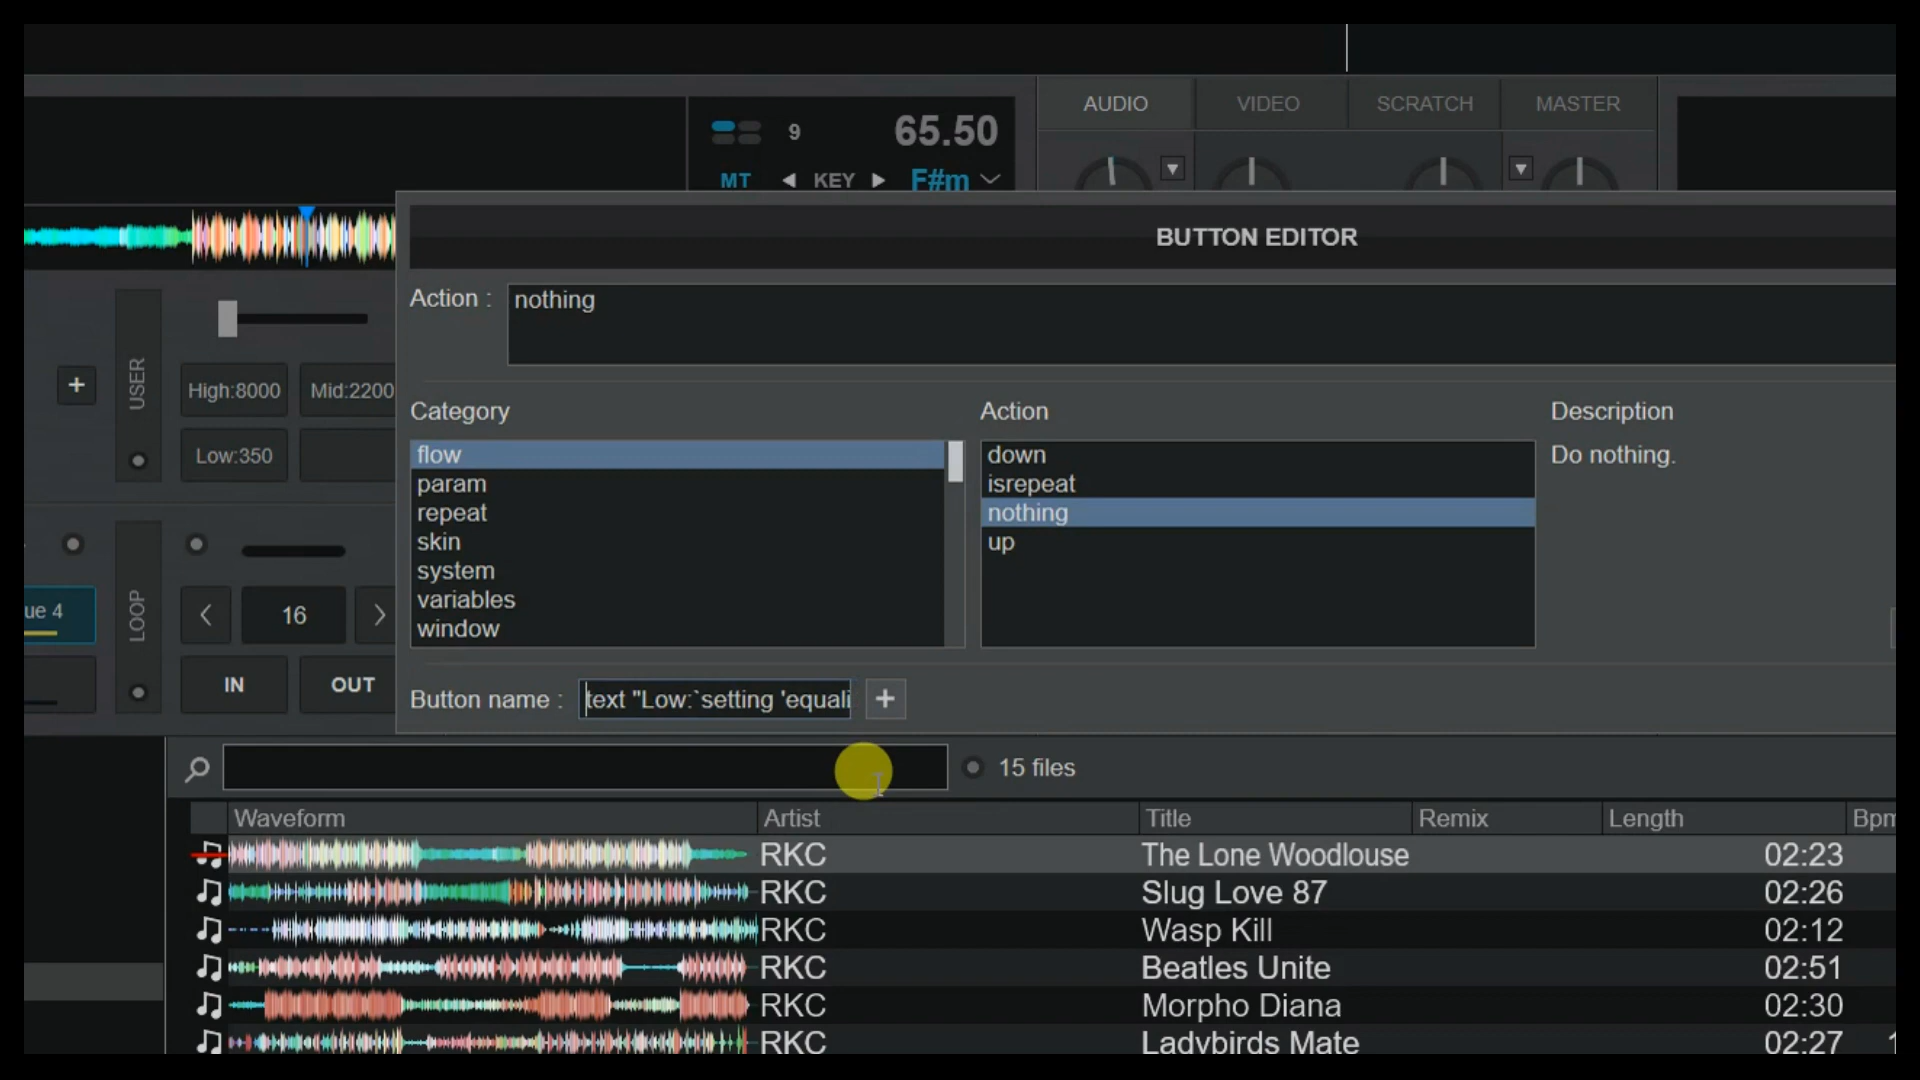 AUDIO VIDEO SCRATCH MASTER
9 65.50
MT KEY F#m
BUTTON EDITOR
Action : nothing
USER
High:8000 Mid:2200
Low:350
Category Action Description
flow down Do nothing.
param isrepeat
repeat nothing
skin up
system
variables
window
ue 4
LOOP
16
IN OUT
Button name : text "Low:`setting 'equali +
15 files
Waveform Artist Title Remix Length Bpm
RKC The Lone Woodlouse 02:23
RKC Slug Love 87 02:26
RKC Wasp Kill 02:12
RKC Beatles Unite 02:51
RKC Morpho Diana 02:30
RKC Ladybirds Mate 02:27